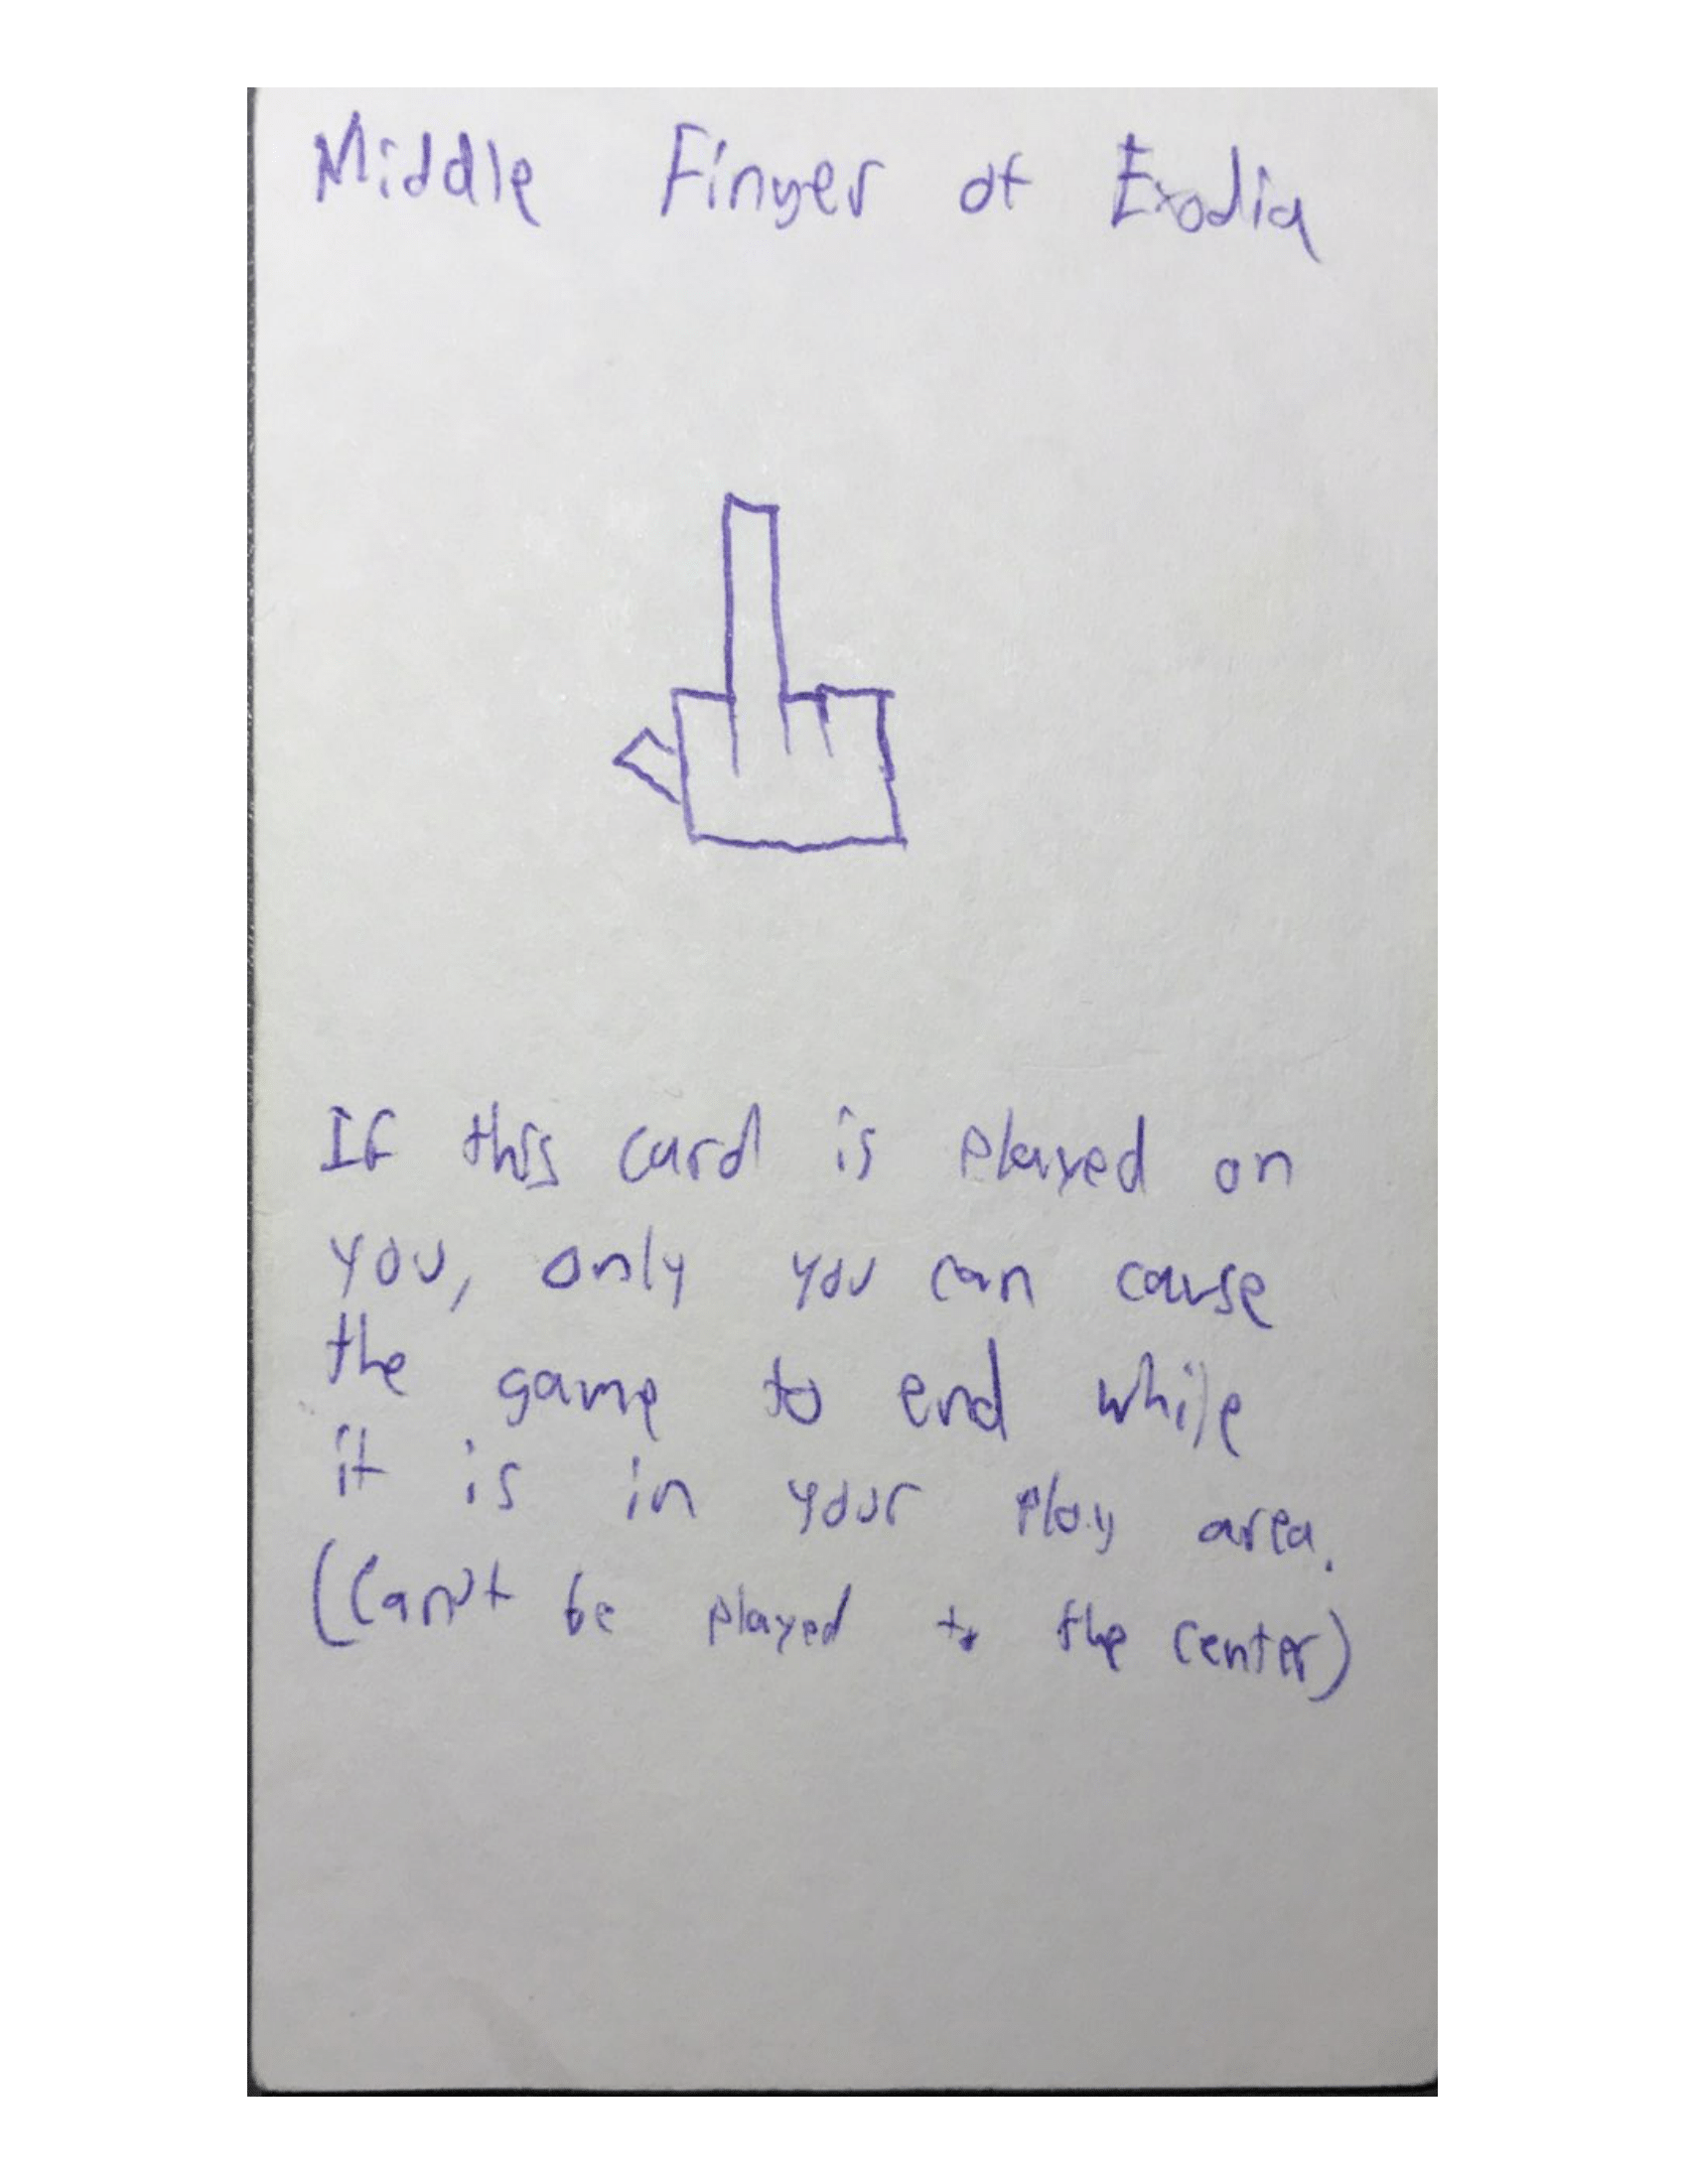 Middle Finger of Exodia
If this card is played on
you, only you can cause
the game to end while
it is in your play area.
(Can't be played to the center)